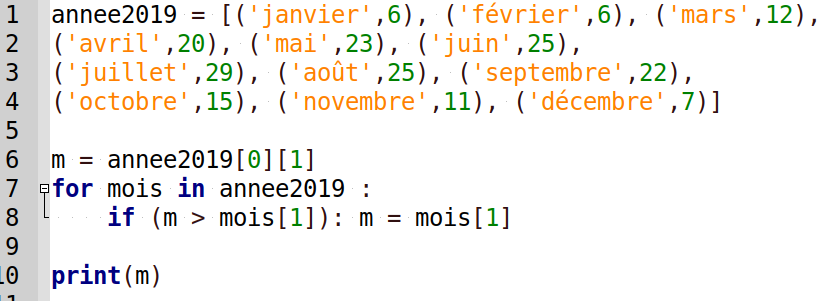 1 annee2019 = [('janvier',6), ('février',6), ('mars',12),
2 ('avril',20), ('mai',23), ('juin',25),
3 ('juillet',29), ('août',25), ('septembre',22),
4 ('octobre',15), ('novembre',11), ('décembre',7)]
5
6 m = annee2019[0][1]
7 for mois in annee2019 :
8     if (m > mois[1]): m = mois[1]
9
10 print(m)